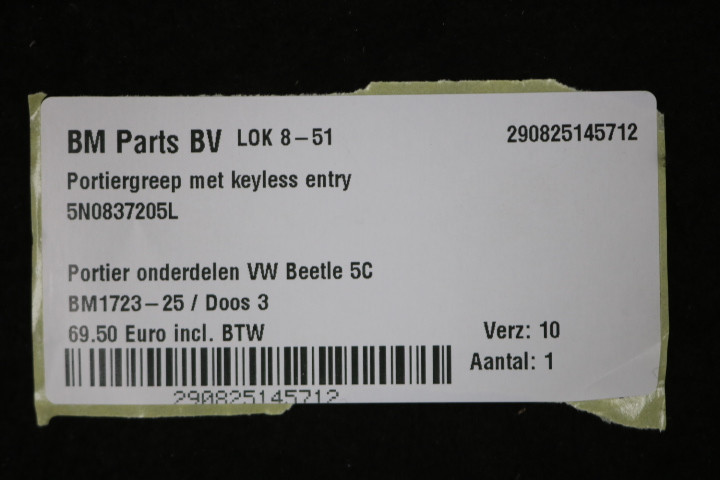 BM Parts BV LOK 8-51 290825145712
Portiergreep met keyless entry
5N0837205L
Portier onderdelen VW Beetle 5C
BM1723-25 / Doos 3
69.50 Euro incl. BTW Verz: 10
Aantal: 1
290825145712